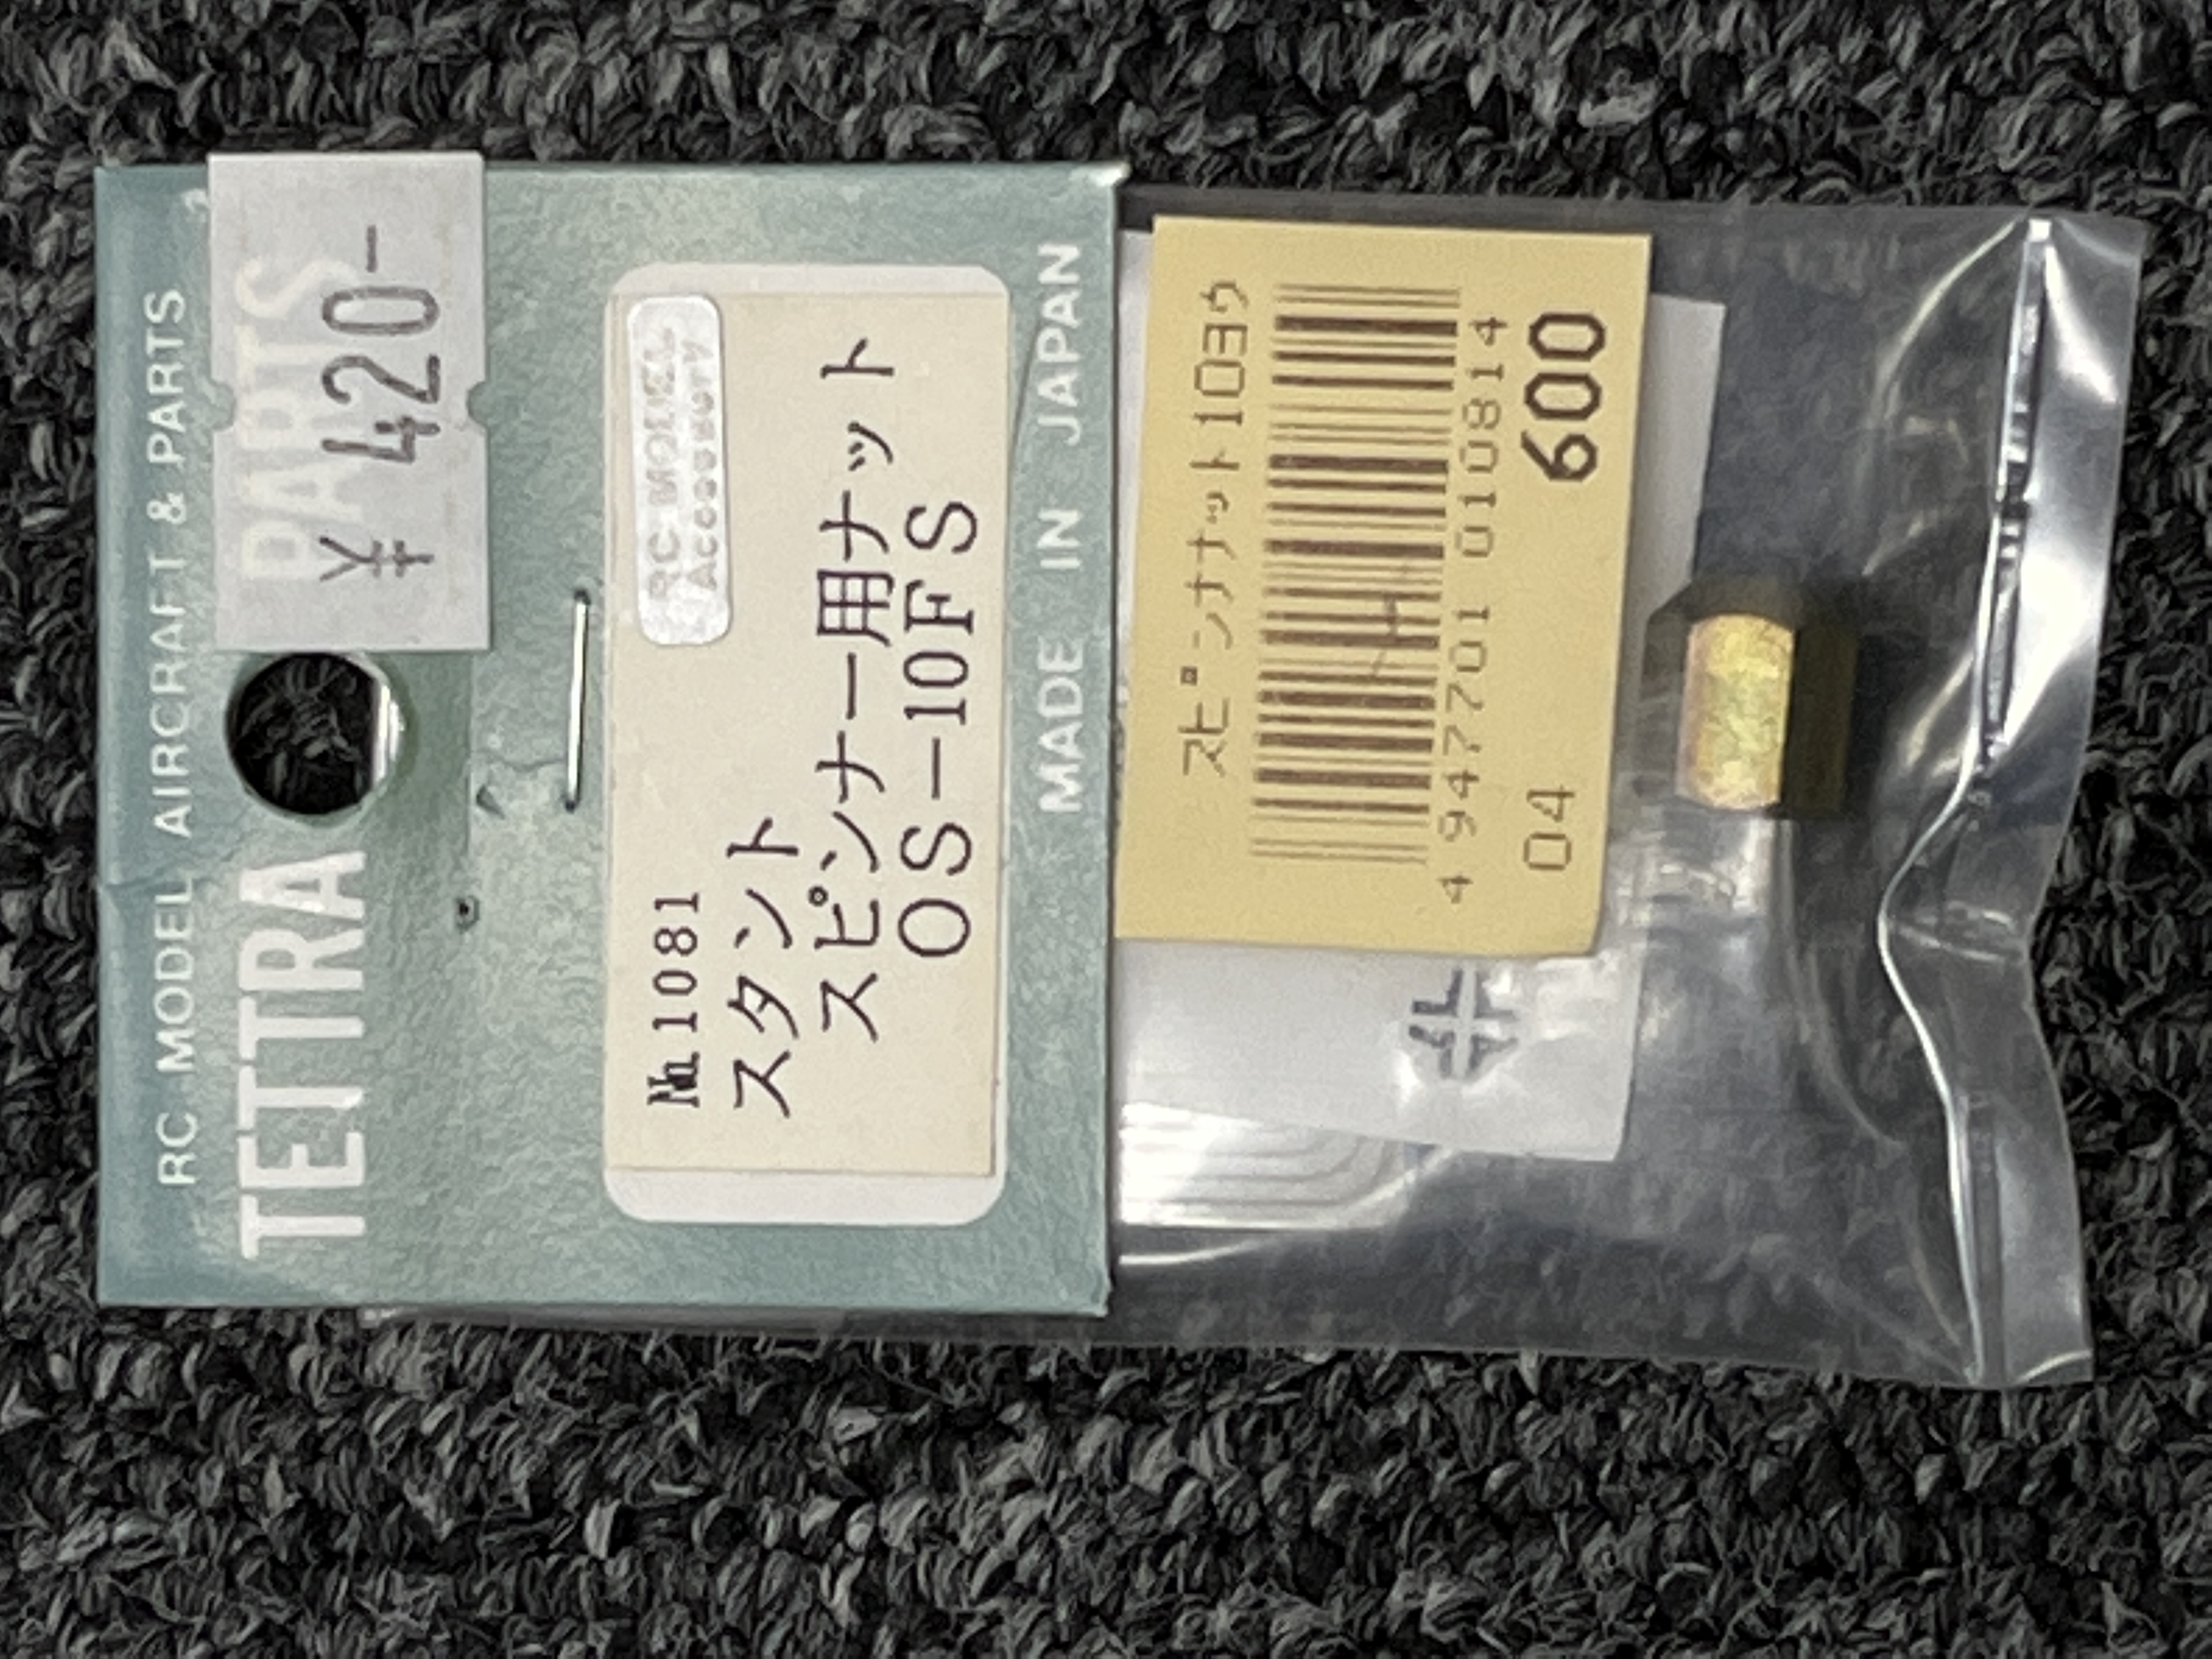 RC MODEL AIRCRAFT & PARTS
TETTRA PARTS
¥ 420-
RC-MODEL
Accessory
№1081
スタント
スピンナー用ナット
OS-10FS
MADE IN JAPAN
スピンナット10ヨウ
4 947701 010814
04 600